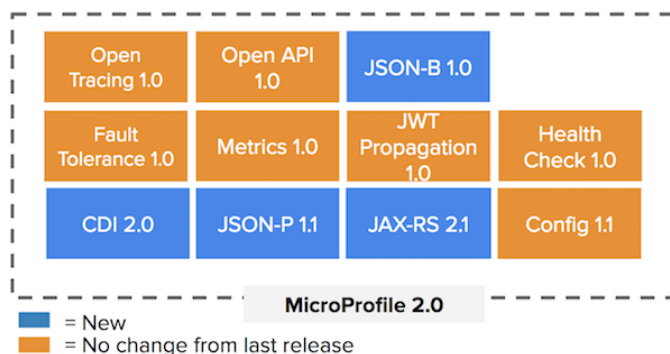 Open
Tracing 1.0
Open API
1.0
JSON-B 1.0
Fault
Tolerance 1.0
Metrics 1.0
JWT
Propagation
1.0
Health
Check 1.0
CDI 2.0
JSON-P 1.1
JAX-RS 2.1
Config 1.1
MicroProfile 2.0
= New
= No change from last release